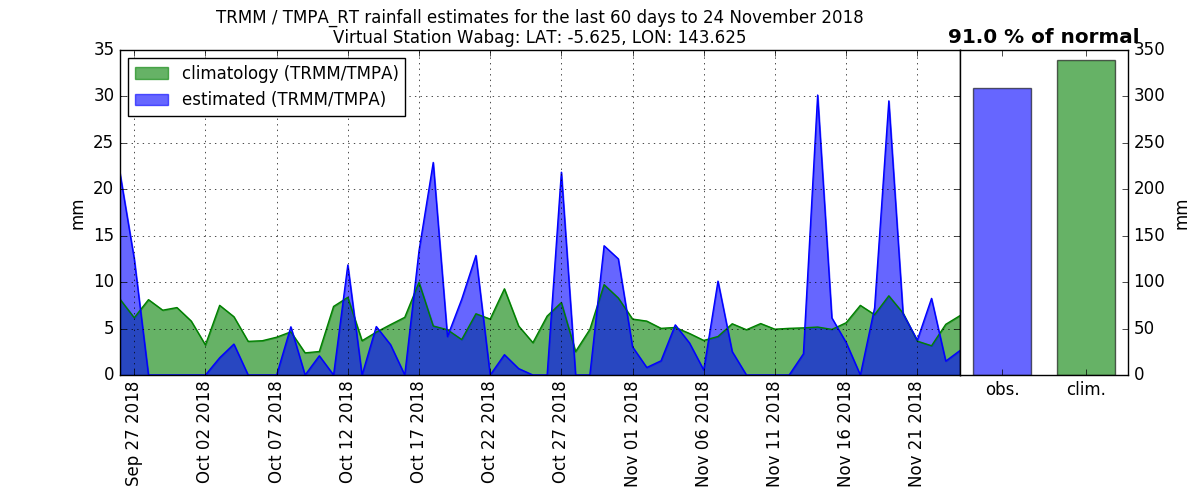 TRMM / TMPA_RT rainfall estimates for the last 60 days to 24 November 2018
Virtual Station Wabag: LAT: -5.625, LON: 143.625
91.0 % of normal
climatology (TRMM/TMPA)
estimated (TRMM/TMPA)
35
30
25
20
15
10
5
0
mm
Sep 27 2018
Oct 02 2018
Oct 07 2018
Oct 12 2018
Oct 17 2018
Oct 22 2018
Oct 27 2018
Nov 01 2018
Nov 06 2018
Nov 11 2018
Nov 16 2018
Nov 21 2018
obs.
clim.
350
300
250
200
150
100
50
0
mm